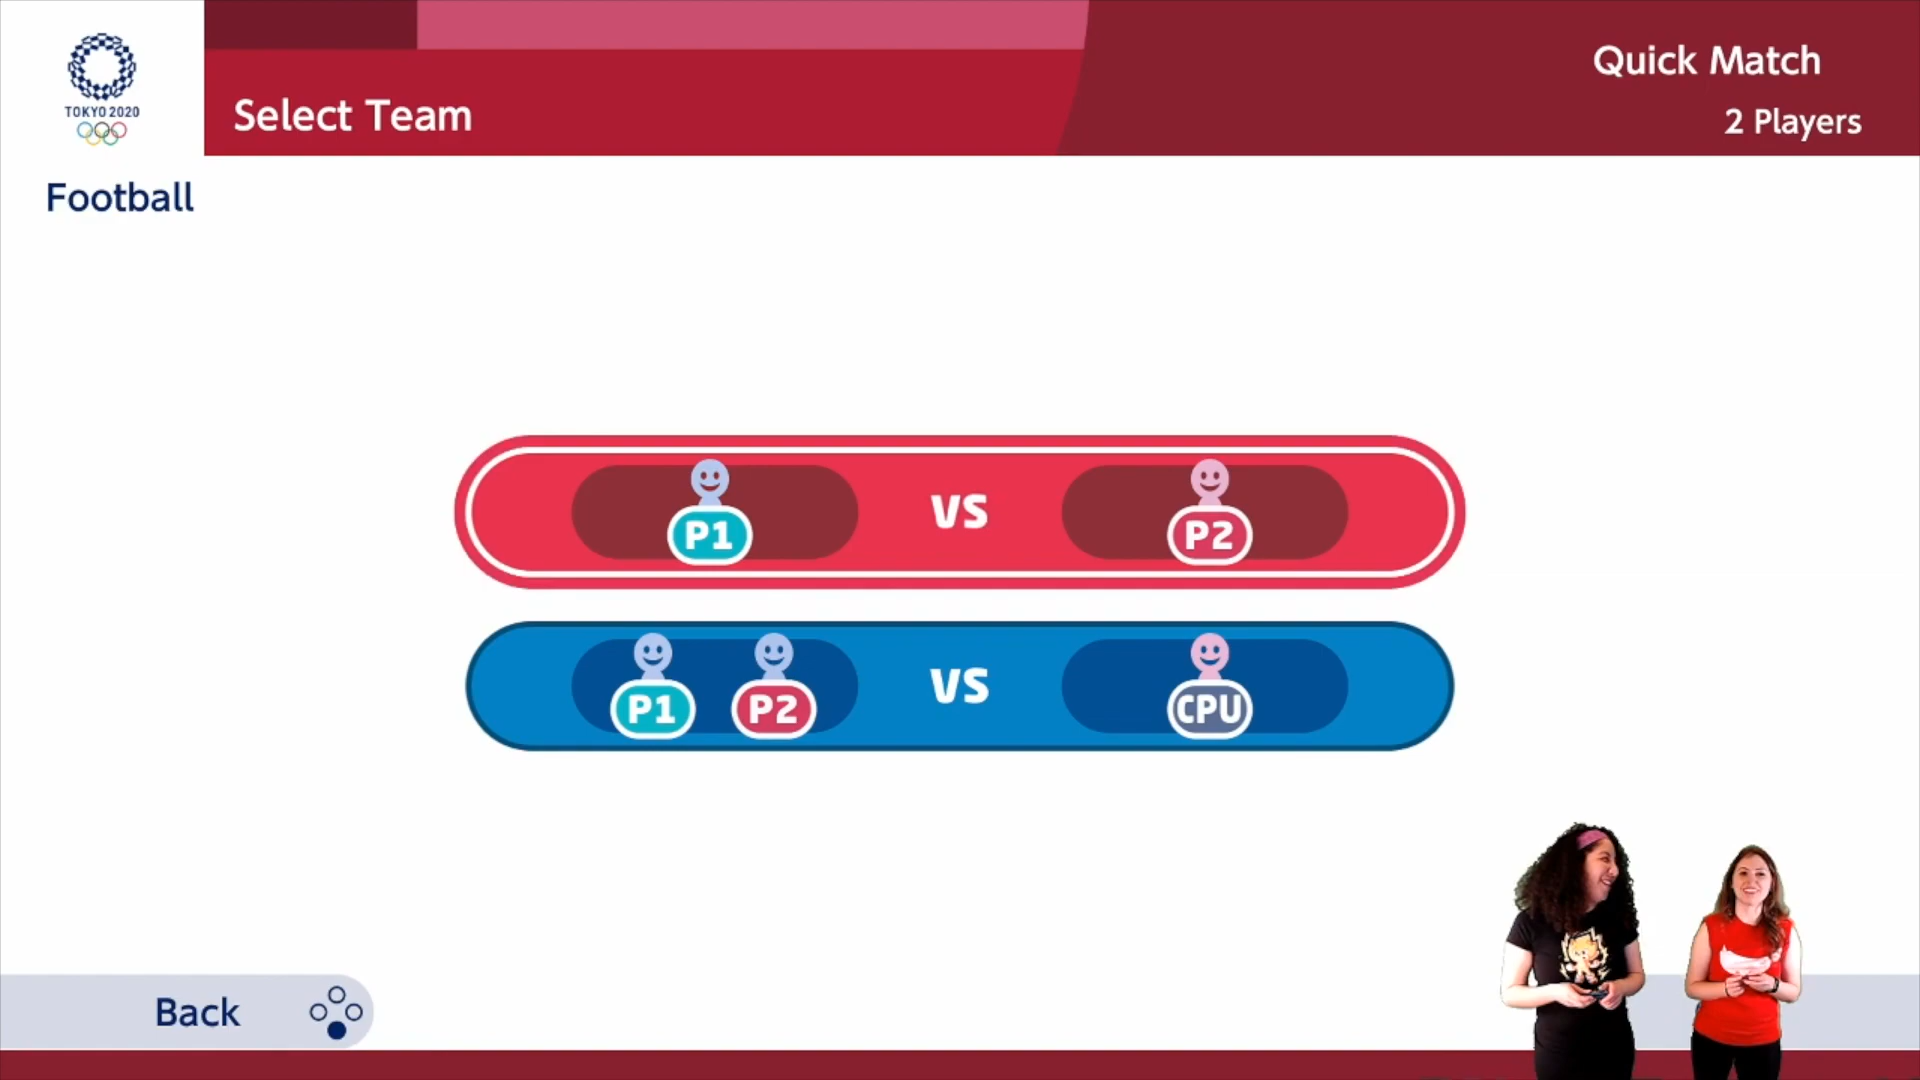 TOKYO 2020
Select Team
Quick Match
2 Players
Football
P1
VS
P2
P1
P2
VS
CPU
Back